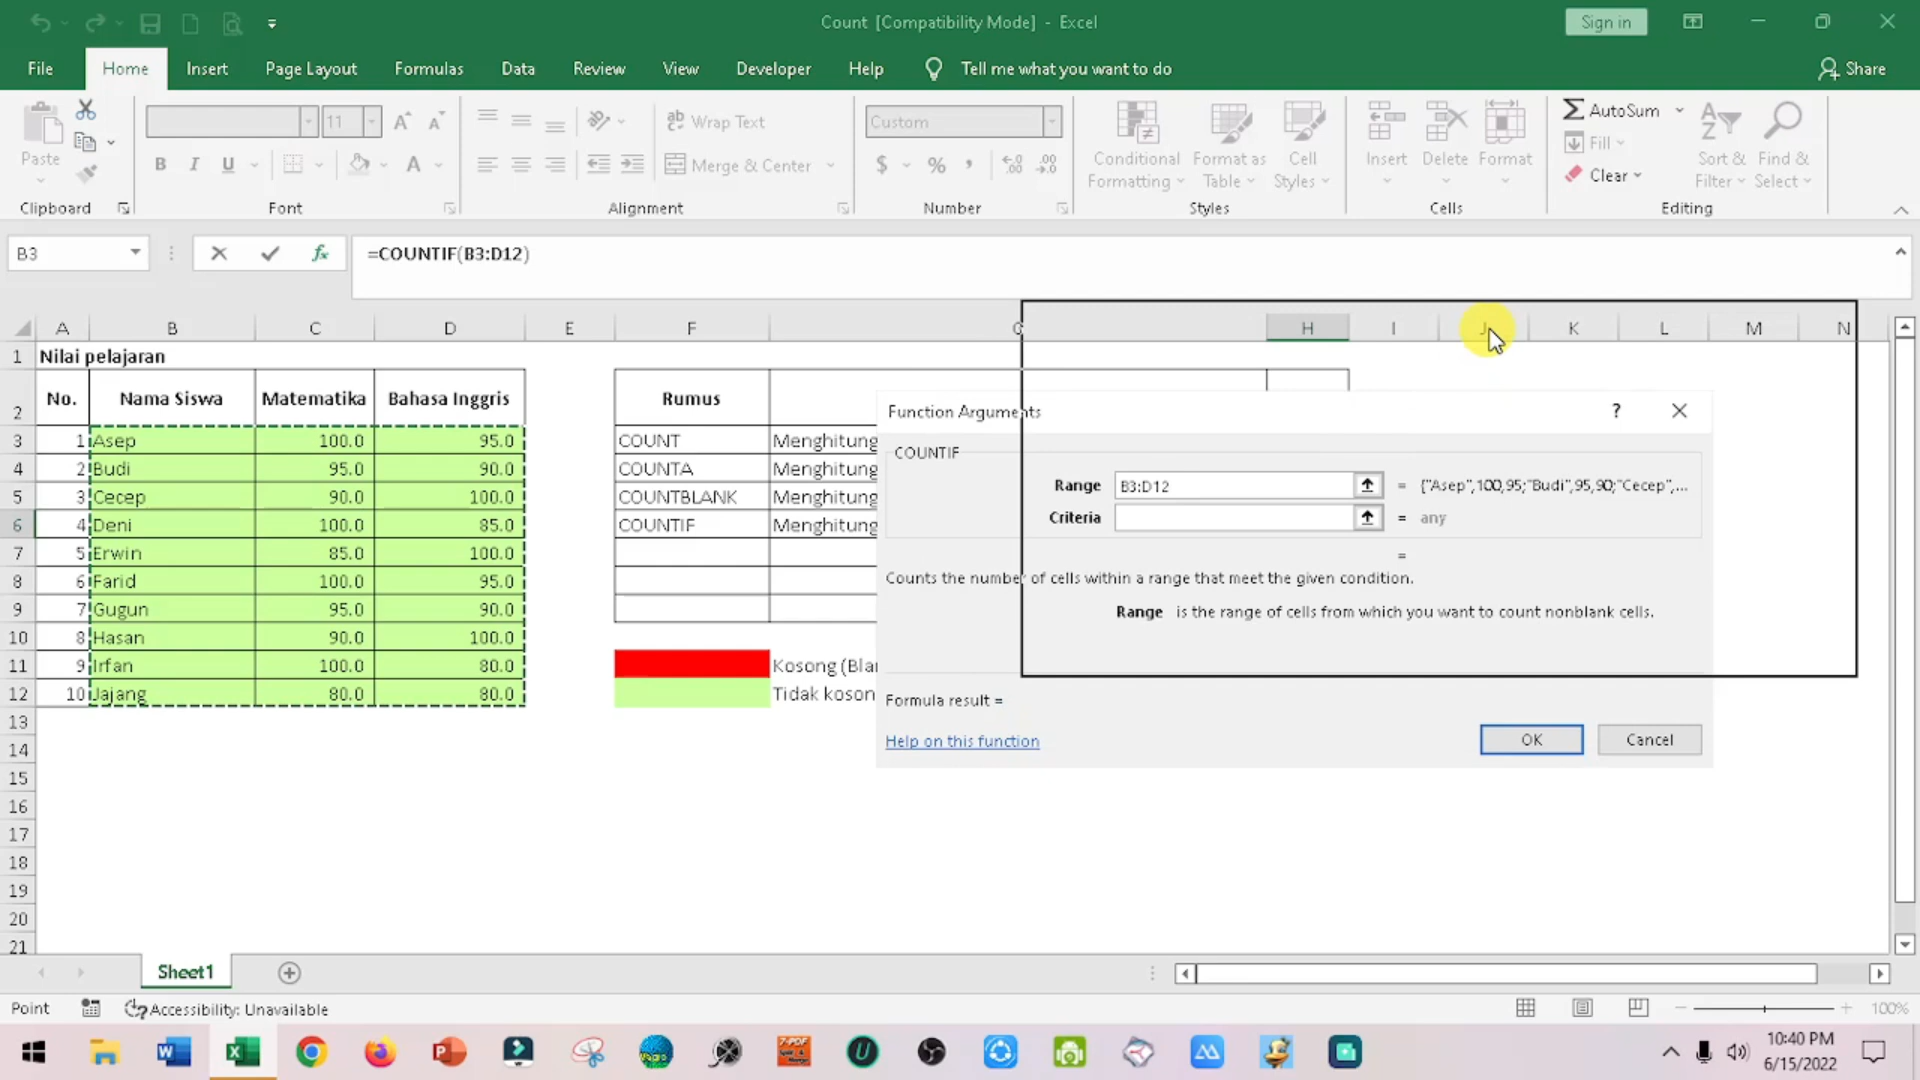 Count [Compatibility Mode] - Excel
Sign in
File Home Insert Page Layout Formulas Data Review View Developer Help Tell me what you want to do Share
Paste
11
Wrap Text
Custom
AutoSum
Fill
Clear
B I U
A
Merge & Center
$ %
Conditional Formatting
Format as Table
Cell Styles
Insert
Delete
Format
Sort & Filter
Find & Select
Clipboard Font Alignment Number Styles Cells Editing
B3 fx =COUNTIF(B3:D12)
A B C D E F G H I J K L M N
1 Nilai pelajaran
2 No. Nama Siswa Matematika Bahasa Inggris Rumus
3 1 Asep 100.0 95.0 COUNT Menghitung
4 2 Budi 95.0 90.0 COUNTA Menghitung
5 3 Cecep 90.0 100.0 COUNTBLANK Menghitung
6 4 Deni 100.0 85.0 COUNTIF Menghitung
7 5 Erwin 85.0 100.0
8 6 Farid 100.0 95.0
9 7 Gugun 95.0 90.0
10 8 Hasan 90.0 100.0
11 9 Irfan 100.0 80.0 Kosong (Blan
12 10 Jajang 80.0 80.0 Tidak koson
13
14
15
16
17
18
19
20
21
Function Arguments ?
COUNTIF
Range B3:D12 = {"Asep",100,95;"Budi",95,90;"Cecep",...
Criteria = any
=
Counts the number of cells within a range that meet the given condition.
Range is the range of cells from which you want to count nonblank cells.
Formula result =
Help on this function OK Cancel
Sheet1
Point Accessibility: Unavailable 100%
10:40 PM
6/15/2022